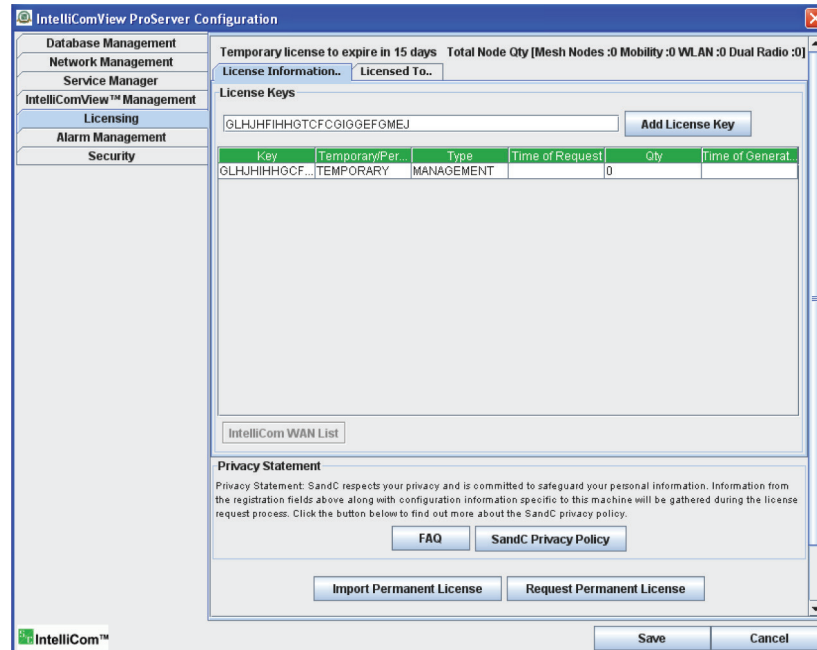 IntelliComView ProServer Configuration
Database Management
Network Management
Service Manager
IntelliComView™ Management
Licensing
Alarm Management
Security
Temporary license to expire in 15 days Total Node Qty [Mesh Nodes :0 Mobility :0 WLAN :0 Dual Radio :0]
License Information.. Licensed To..
License Keys
GLHJHFIHHGTCFCGIGGEFGMEJ Add License Key
Key Temporary/Per... Type Time of Request Qty Time of Generat...
GLHJHIHHGCF... TEMPORARY MANAGEMENT 0
IntelliCom WAN List
Privacy Statement
Privacy Statement: SandC respects your privacy and is committed to safeguard your personal information. Information from
the registration fields above along with configuration information specific to this machine will be gathered during the license
request process. Click the button below to find out more about the SandC privacy policy.
FAQ SandC Privacy Policy
Import Permanent License Request Permanent License
IntelliCom™ Save Cancel